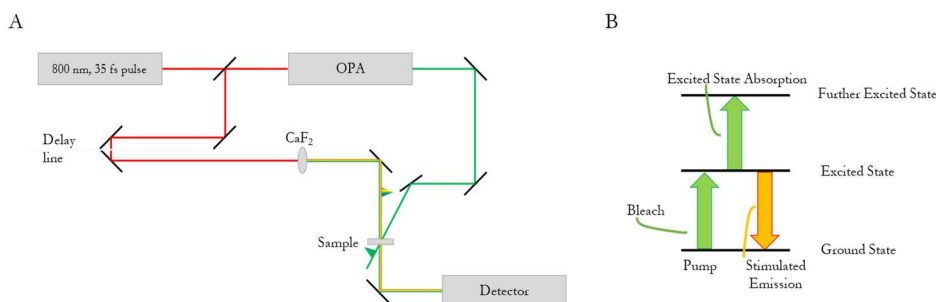 A
800 nm, 35 fs pulse
OPA
Delay
line
CaF2
Sample
Detector
B
Excited State Absorption
Further Excited State
Excited State
Bleach
Ground State
Pump
Stimulated
Emission